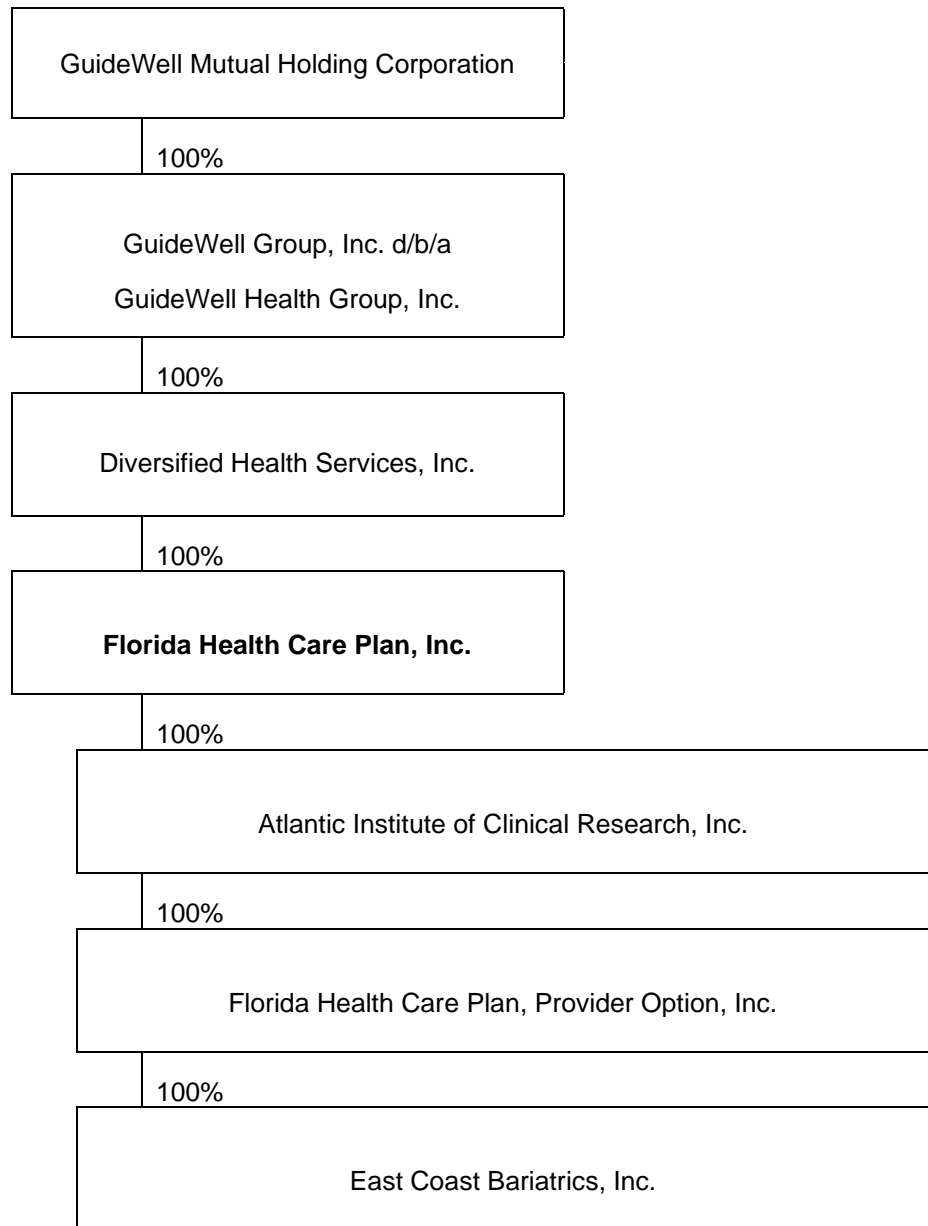 GuideWell Mutual Holding Corporation
100%
GuideWell Group, Inc. d/b/a
GuideWell Health Group, Inc.
100%
Diversified Health Services, Inc.
100%
Florida Health Care Plan, Inc.
100%
Atlantic Institute of Clinical Research, Inc.
100%
Florida Health Care Plan, Provider Option, Inc.
100%
East Coast Bariatrics, Inc.